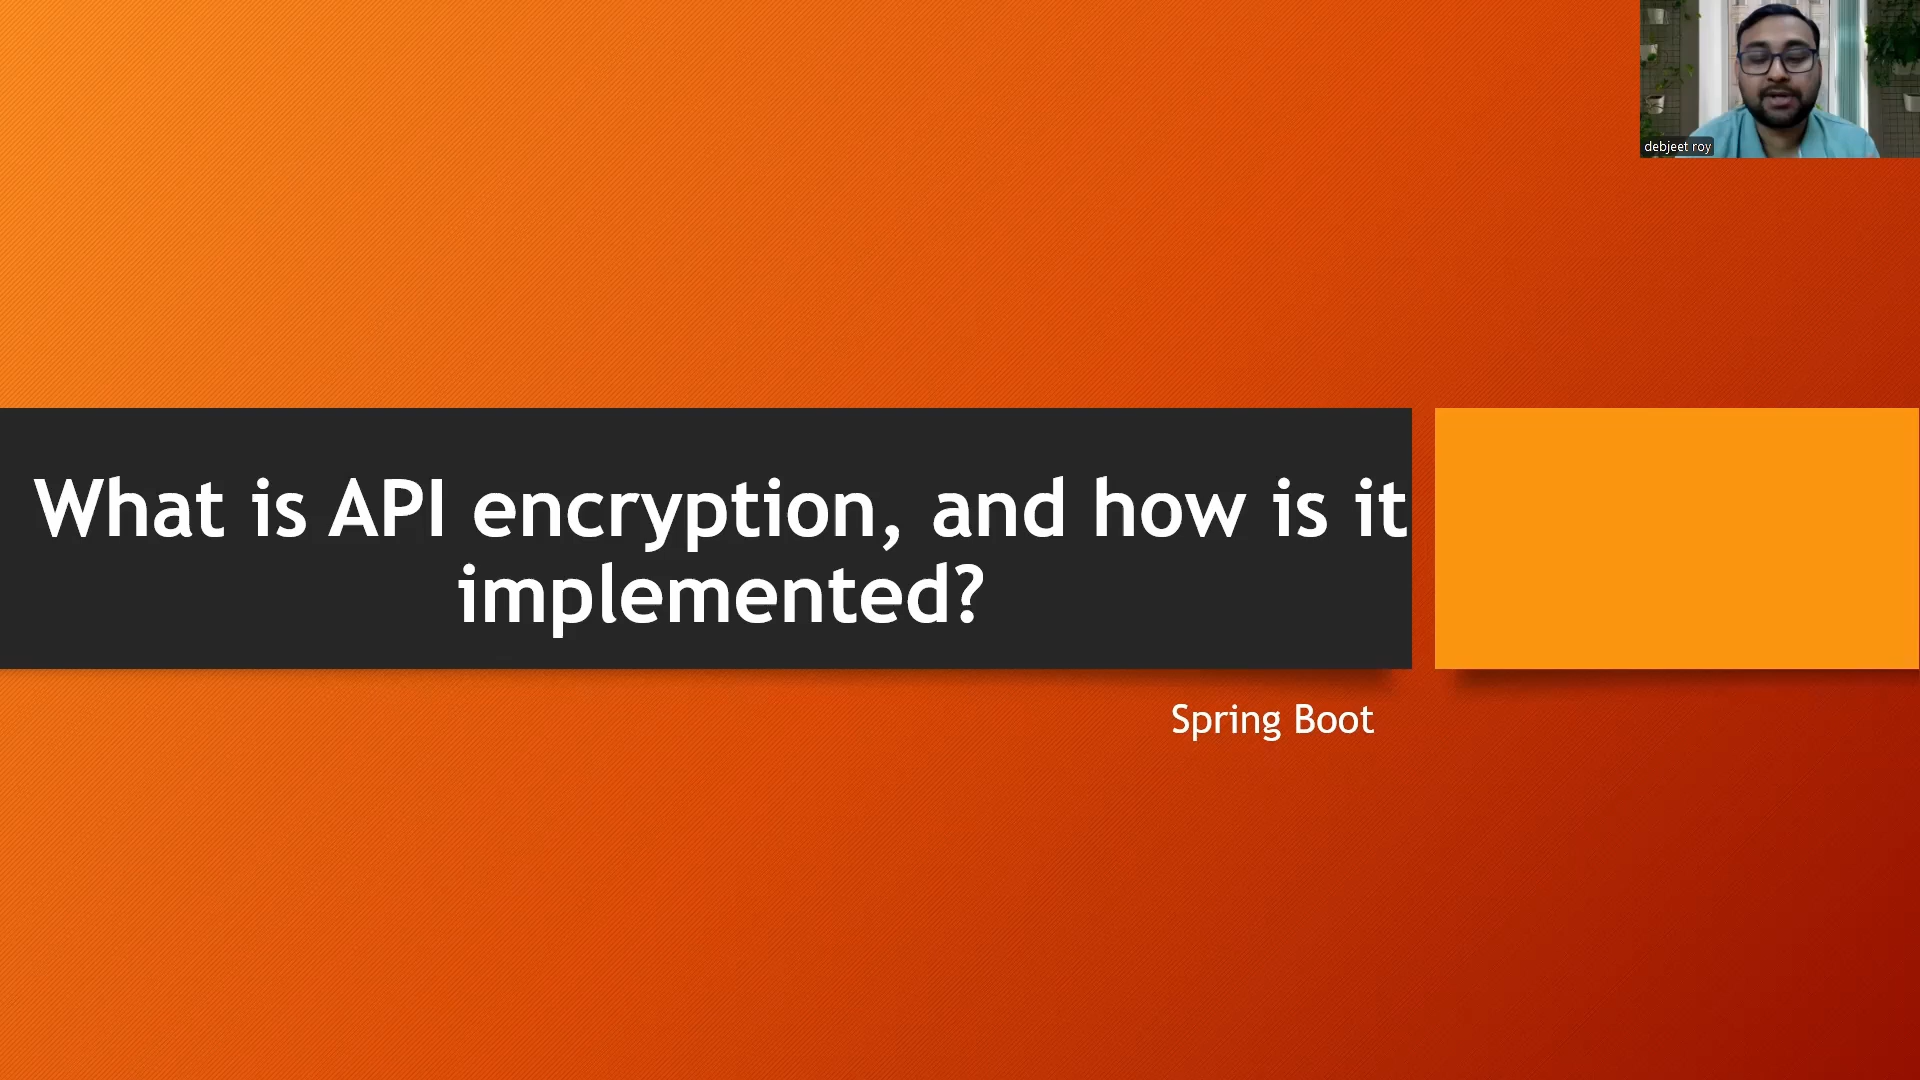 debjeet roy
What is API encryption, and how is it
implemented?
Spring Boot